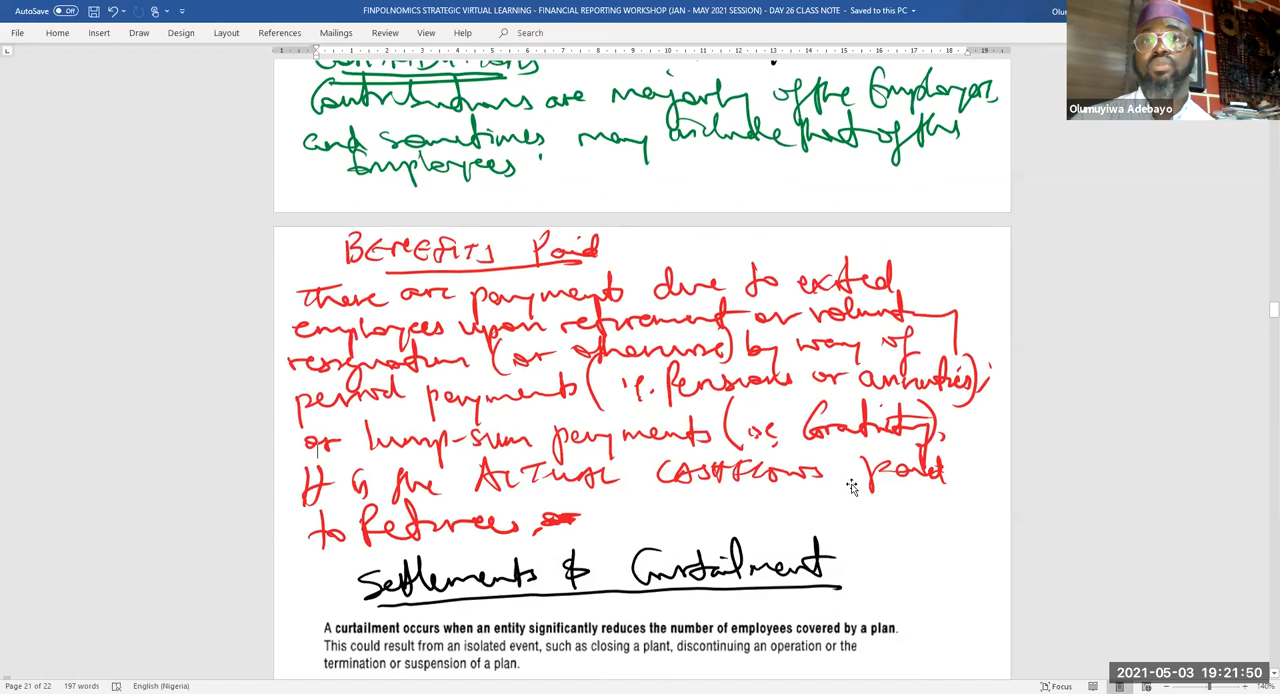 AutoSave Off
FINPOLNOMICS STRATEGIC VIRTUAL LEARNING - FINANCIAL REPORTING WORKSHOP (JAN - MAY 2021 SESSION) - DAY 26 CLASS NOTE - Saved to this PC
Olu
File Home Insert Draw Design Layout References Mailings Review View Help Search
Olumuyiwa Adebayo
Contributions are majorly of the Employers,
and sometimes may include that of the
Employees
BENEFITS Paid
These are payments due to exited
employees upon retirement or voluntary
resignation (or otherwise) by way of
period payments (i.e. Pensions or annuities);
or lump-sum payments (i.e. Gratuity).
It is the ACTUAL CASHFLOWS paid
to Retirees.
Settlements & Curtailment
A curtailment occurs when an entity significantly reduces the number of employees covered by a plan.
This could result from an isolated event, such as closing a plant, discontinuing an operation or the
termination or suspension of a plan.
2021-05-03 19:21:50
Page 21 of 22 197 words English (Nigeria) Focus 140%